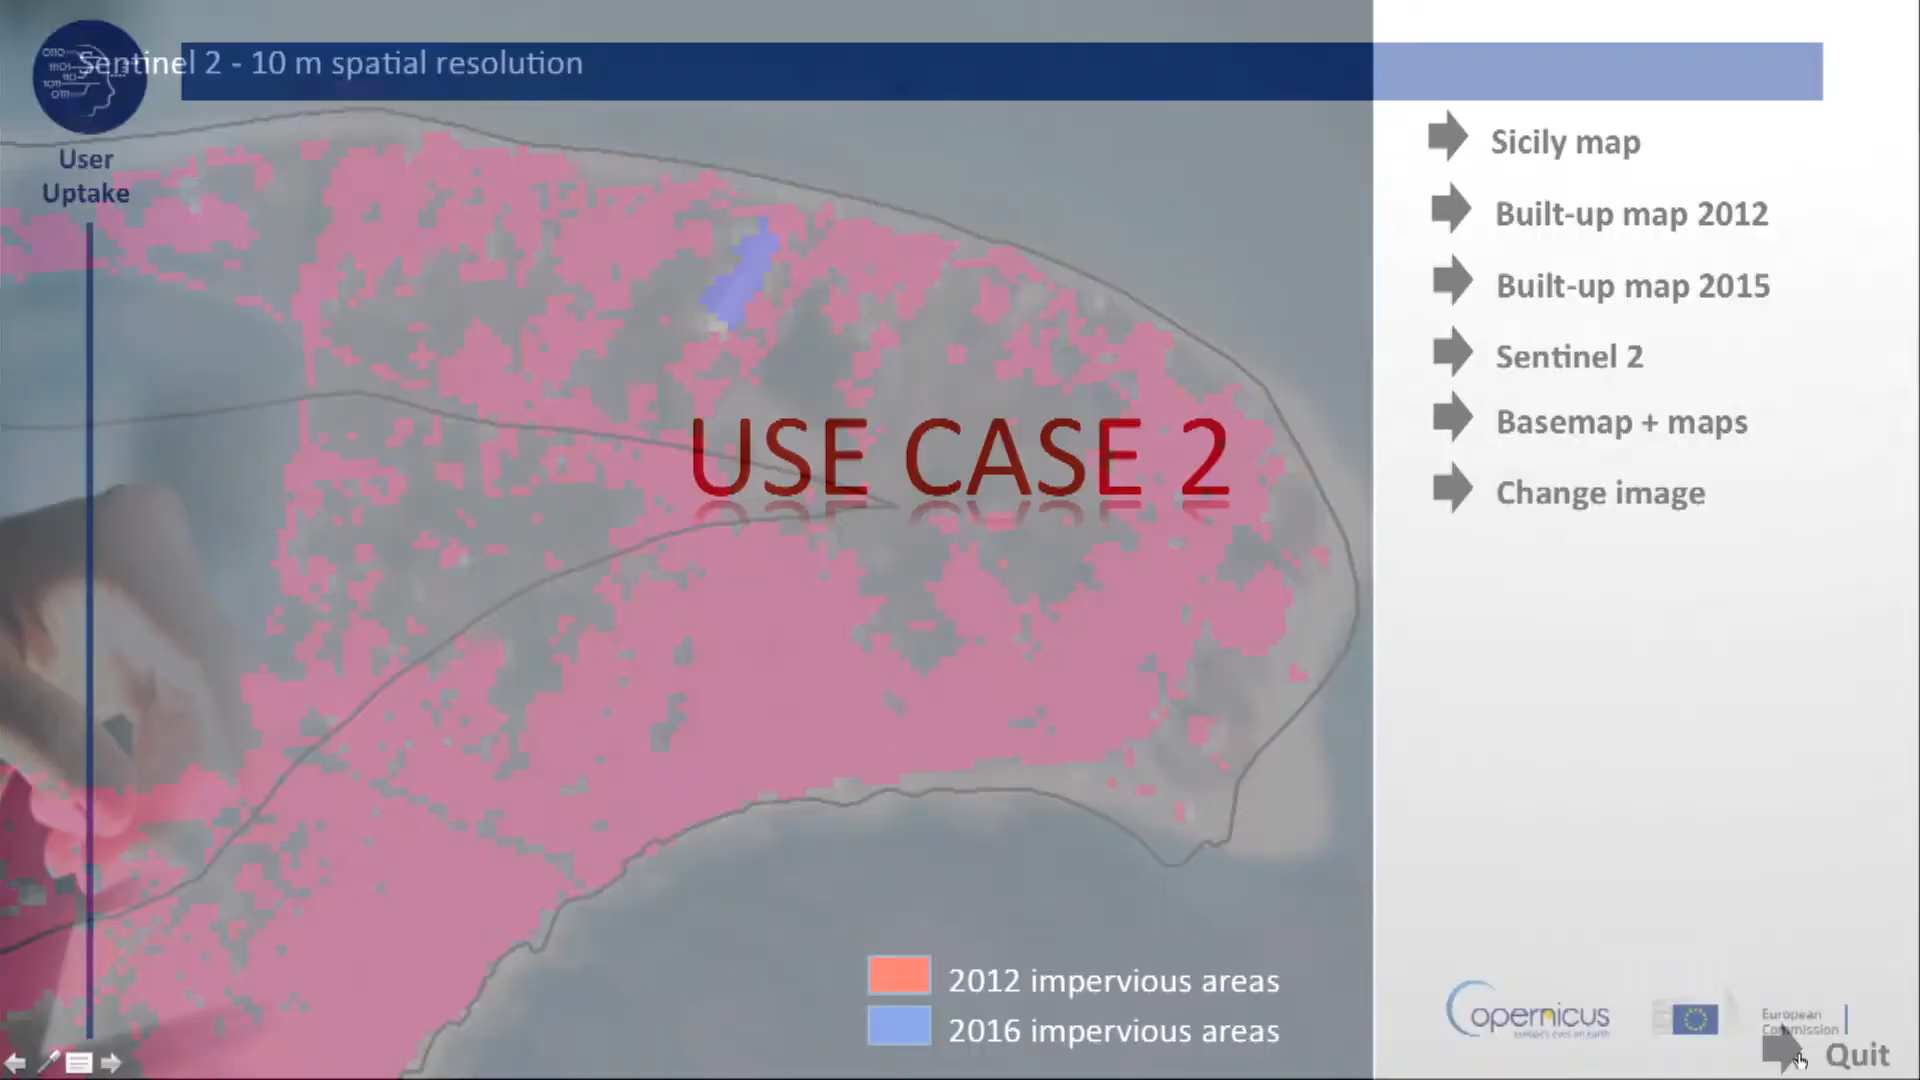 Sentinel 2 - 10 m spatial resolution
User
Uptake
USE CASE 2
2012 impervious areas
2016 impervious areas
Sicily map
Built-up map 2012
Built-up map 2015
Sentinel 2
Basemap + maps
Change image
opernicus
European
Commission
Quit